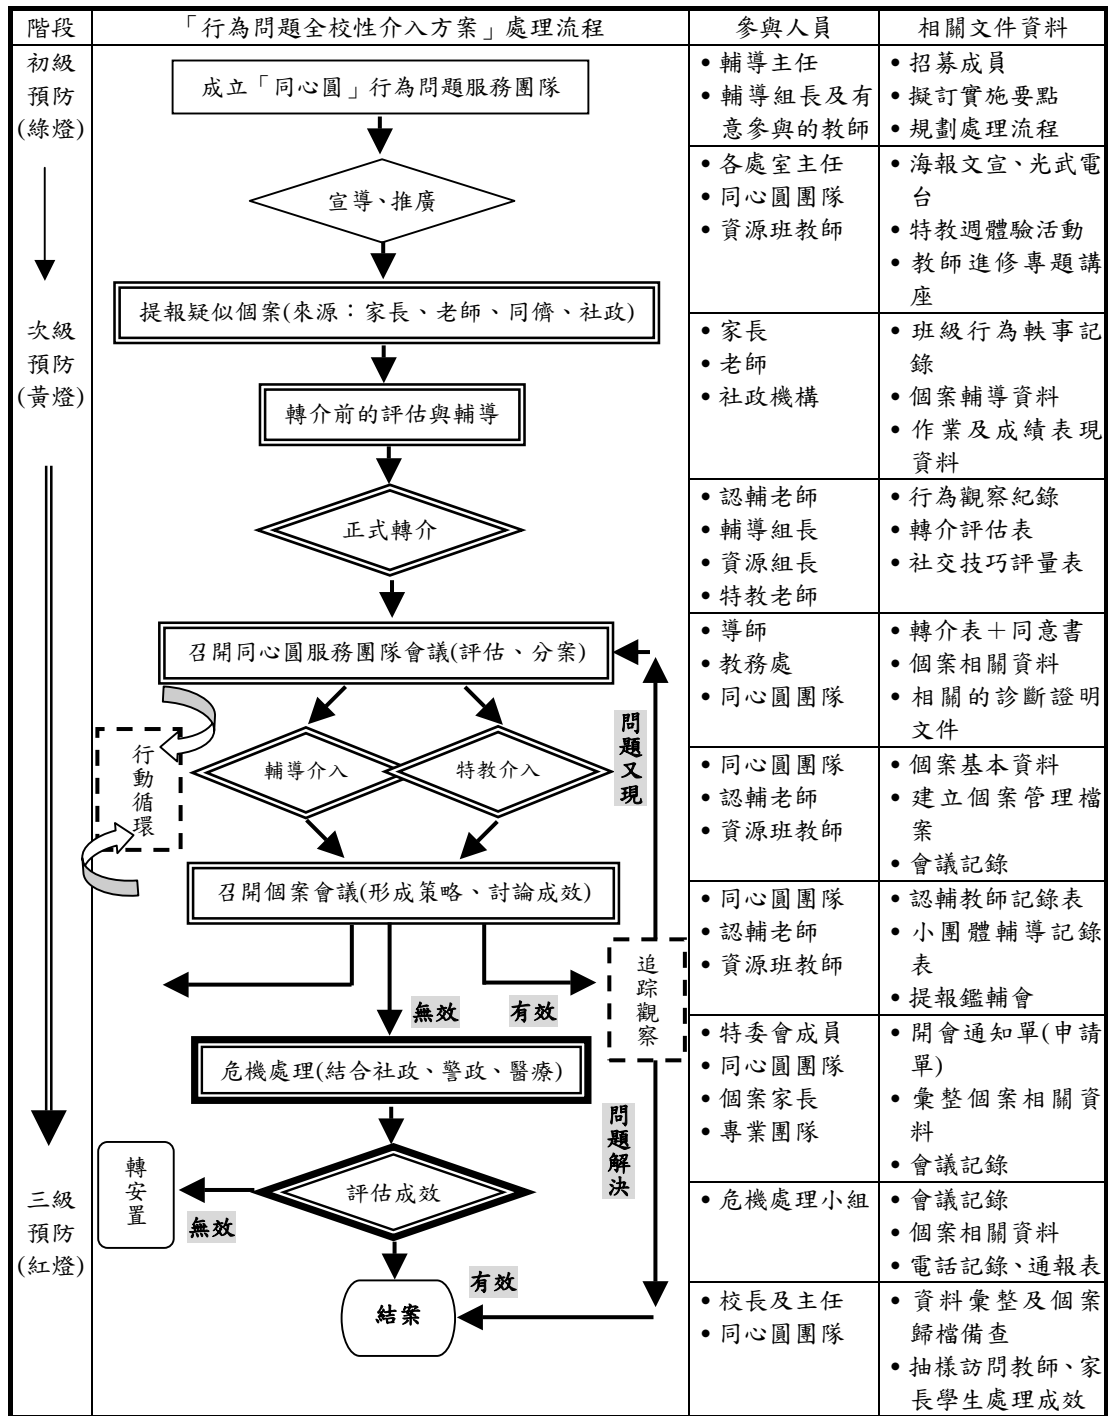 階段
「行為問題全校性介入方案」處理流程
參與人員
相關文件資料
初級
預防
(綠燈)
次級
預防
(黃燈)
三級
預防
(紅燈)
成立「同心圓」行為問題服務團隊
宣導、推廣
提報疑似個案(來源：家長、老師、同儕、社政)
轉介前的評估與輔導
正式轉介
召開同心圓服務團隊會議(評估、分案)
行動循環
輔導介入
特教介入
問題又現
召開個案會議(形成策略、討論成效)
追踪觀察
無效
有效
危機處理(結合社政、警政、醫療)
問題解決
轉安置
無效
評估成效
有效
結案
• 輔導主任
• 輔導組長及有
意參與的教師
• 招募成員
• 擬訂實施要點
• 規劃處理流程
• 各處室主任
• 同心圓團隊
• 資源班教師
• 海報文宣、光武電
台
• 特教週體驗活動
• 教師進修專題講
座
• 家長
• 老師
• 社政機構
• 班級行為軼事記
錄
• 個案輔導資料
• 作業及成績表現
資料
• 認輔老師
• 輔導組長
• 資源組長
• 特教老師
• 行為觀察紀錄
• 轉介評估表
• 社交技巧評量表
• 導師
• 教務處
• 同心圓團隊
• 轉介表＋同意書
• 個案相關資料
• 相關的診斷證明
文件
• 同心圓團隊
• 認輔老師
• 資源班教師
• 個案基本資料
• 建立個案管理檔
案
• 會議記錄
• 同心圓團隊
• 認輔老師
• 資源班教師
• 認輔教師記錄表
• 小團體輔導記錄
表
• 提報鑑輔會
• 特委會成員
• 同心圓團隊
• 個案家長
• 專業團隊
• 開會通知單(申請
單)
• 彙整個案相關資
料
• 會議記錄
• 危機處理小組
• 會議記錄
• 個案相關資料
• 電話記錄、通報表
• 校長及主任
• 同心圓團隊
• 資料彙整及個案
歸檔備查
• 抽樣訪問教師、家
長學生處理成效